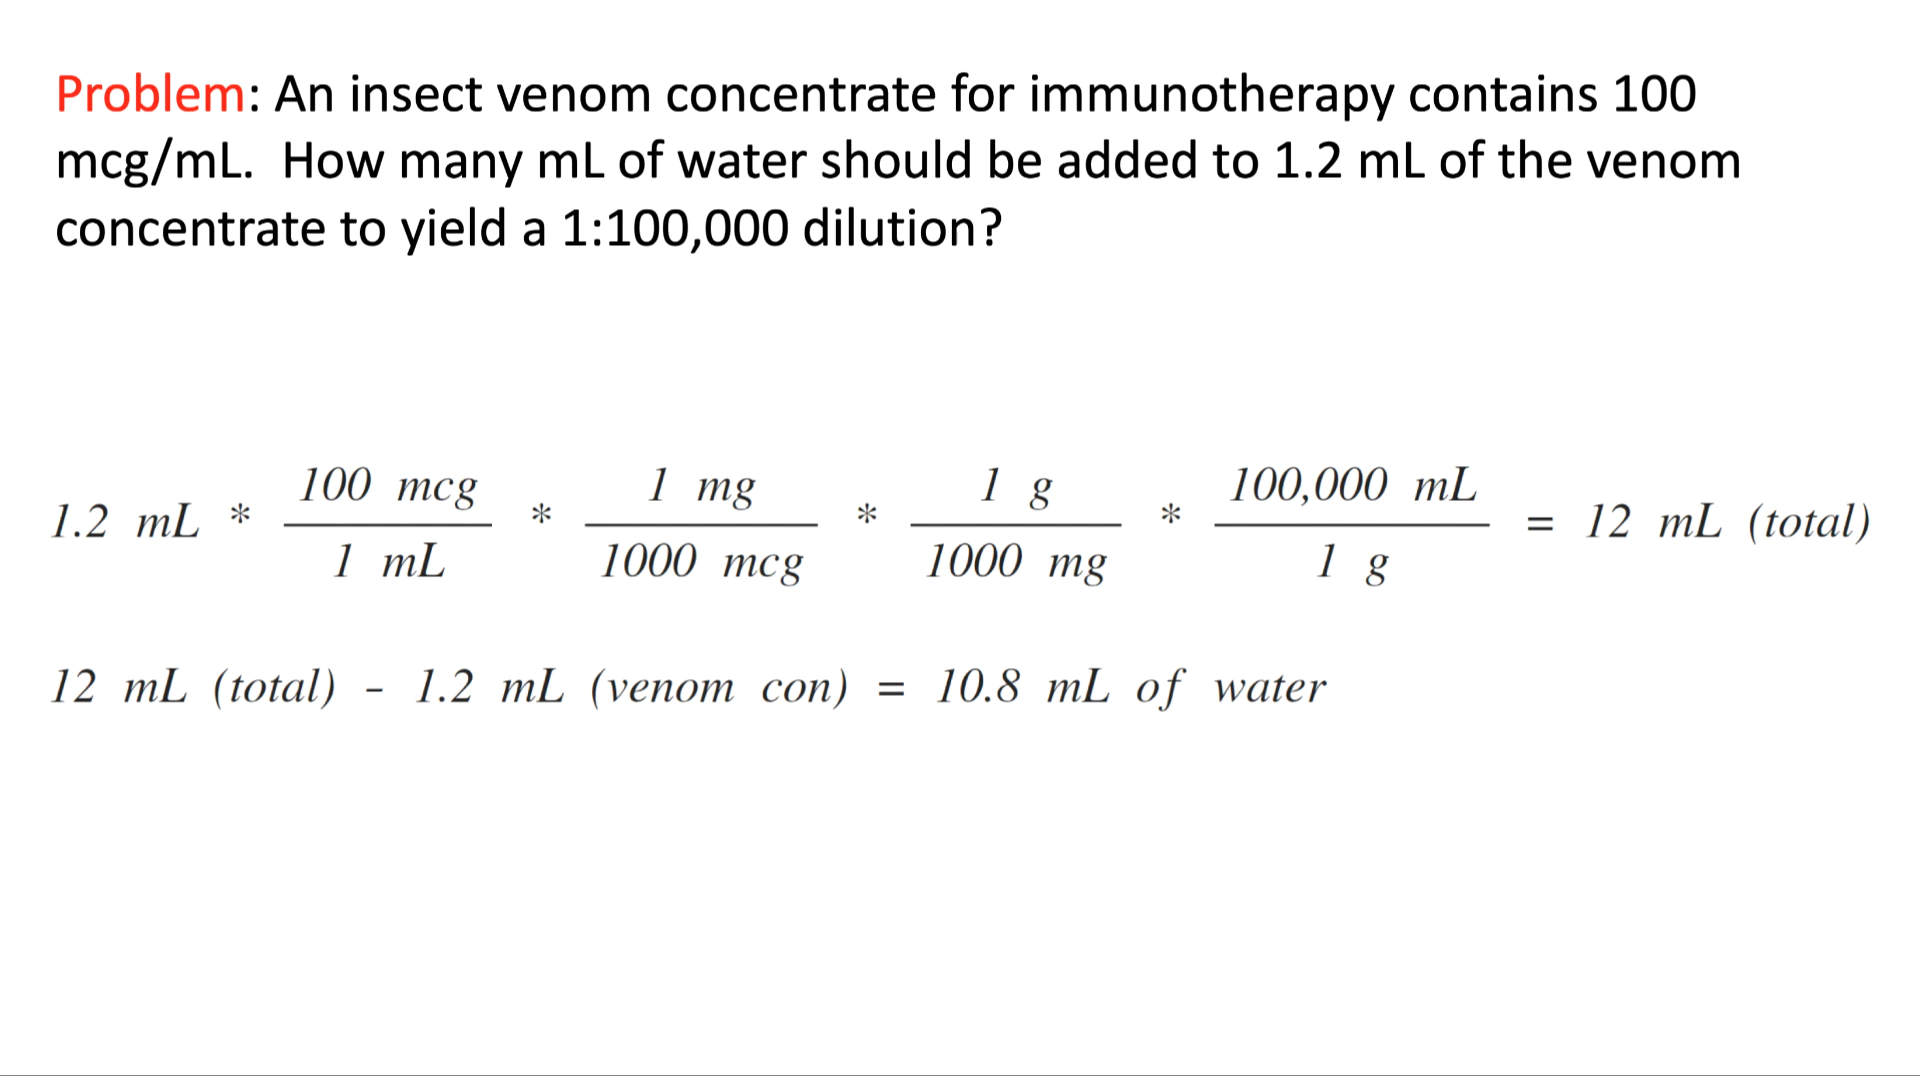 Problem: An insect venom concentrate for immunotherapy contains 100
mcg/mL.  How many mL of water should be added to 1.2 mL of the venom
concentrate to yield a 1:100,000 dilution?
1.2 mL * 100 mcg / 1 mL * 1 mg / 1000 mcg * 1 g / 1000 mg * 100,000 mL / 1 g = 12 mL (total)
12 mL (total) - 1.2 mL (venom con) = 10.8 mL of water